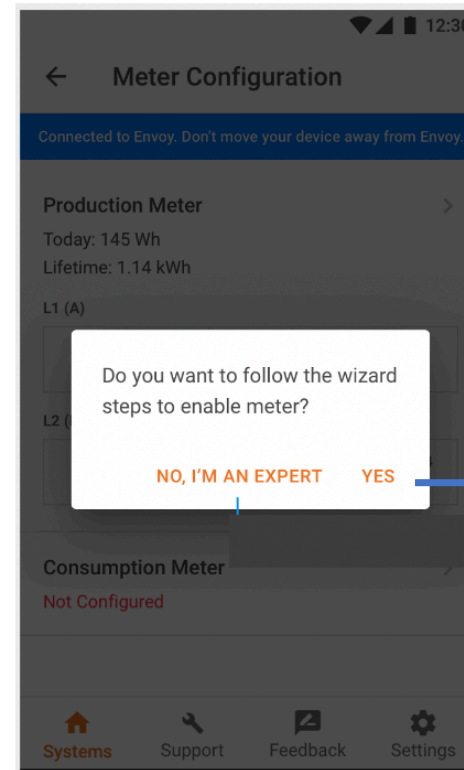 12:30
Meter Configuration
Connected to Envoy. Don't move your device away from Envoy.
Production Meter
Today: 145 Wh
Lifetime: 1.14 kWh
L1 (A)
Do you want to follow the wizard
steps to enable meter?
L2
NO, I'M AN EXPERT YES
Consumption Meter
Not Configured
Systems Support Feedback Settings